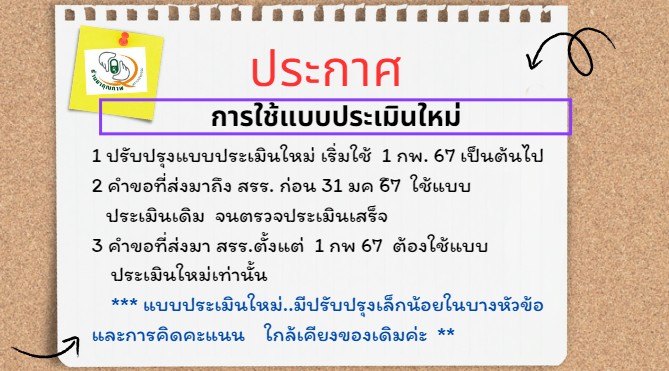 ร้านยาคุณภาพ
ประกาศ
การใช้แบบประเมินใหม่
1 ปรับปรุงแบบประเมินใหม่ เริ่มใช้ 1 กพ. 67 เป็นต้นไป
2 คำขอที่ส่งมาถึง สรร. ก่อน 31 มค 67 ใช้แบบ
ประเมินเดิม จนตรวจประเมินเสร็จ
3 คำขอที่ส่งมา สรร.ตั้งแต่ 1 กพ 67 ต้องใช้แบบ
ประเมินใหม่เท่านั้น
*** แบบประเมินใหม่..มีปรับปรุงเล็กน้อยในบางหัวข้อ
และการคิดคะแนน ใกล้เคียงของเดิมค่ะ **